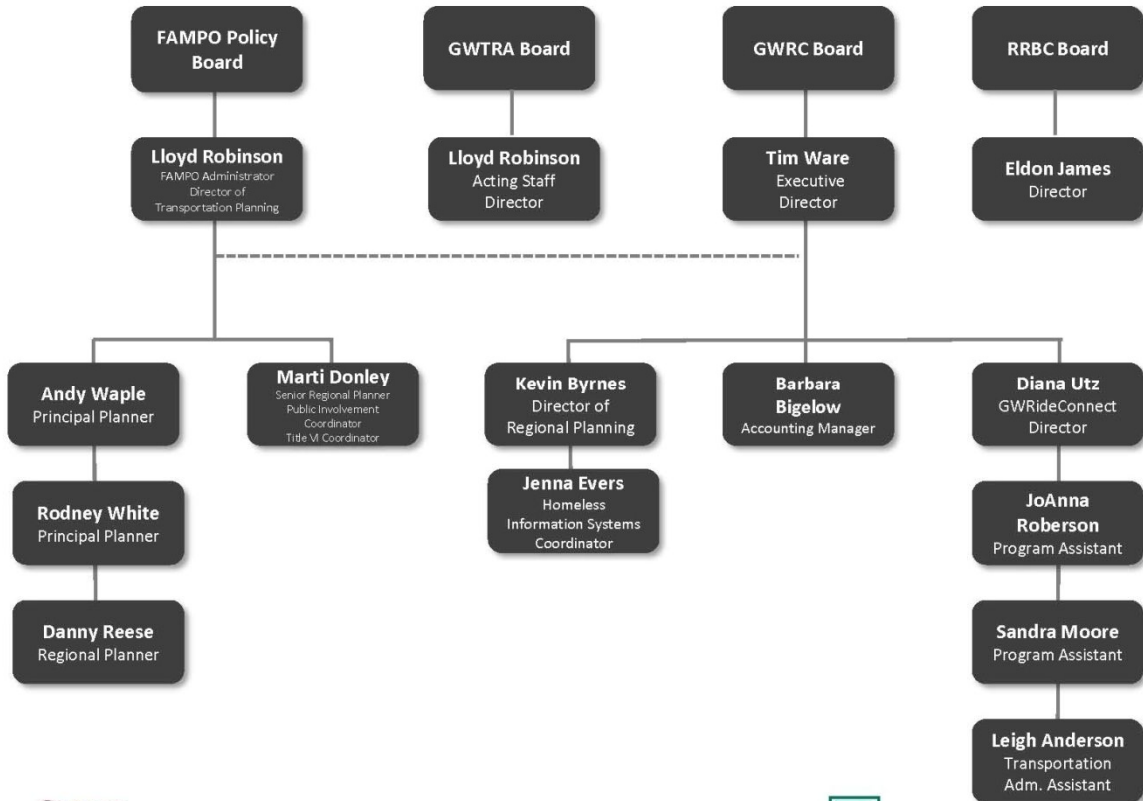 FAMPO Policy
Board
GWTRA Board
GWRC Board
RRBC Board
Lloyd Robinson
FAMPO Administrator
Director of
Transportation Planning
Lloyd Robinson
Acting Staff
Director
Tim Ware
Executive
Director
Eldon James
Director
Andy Waple
Principal Planner
Marti Donley
Senior Regional Planner
Public Involvement
Coordinator
Title VI Coordinator
Kevin Byrnes
Director of
Regional Planning
Barbara
Bigelow
Accounting Manager
Diana Utz
GWRideConnect
Director
Rodney White
Principal Planner
Jenna Evers
Homeless
Information Systems
Coordinator
JoAnna
Roberson
Program Assistant
Danny Reese
Regional Planner
Sandra Moore
Program Assistant
Leigh Anderson
Transportation
Adm. Assistant